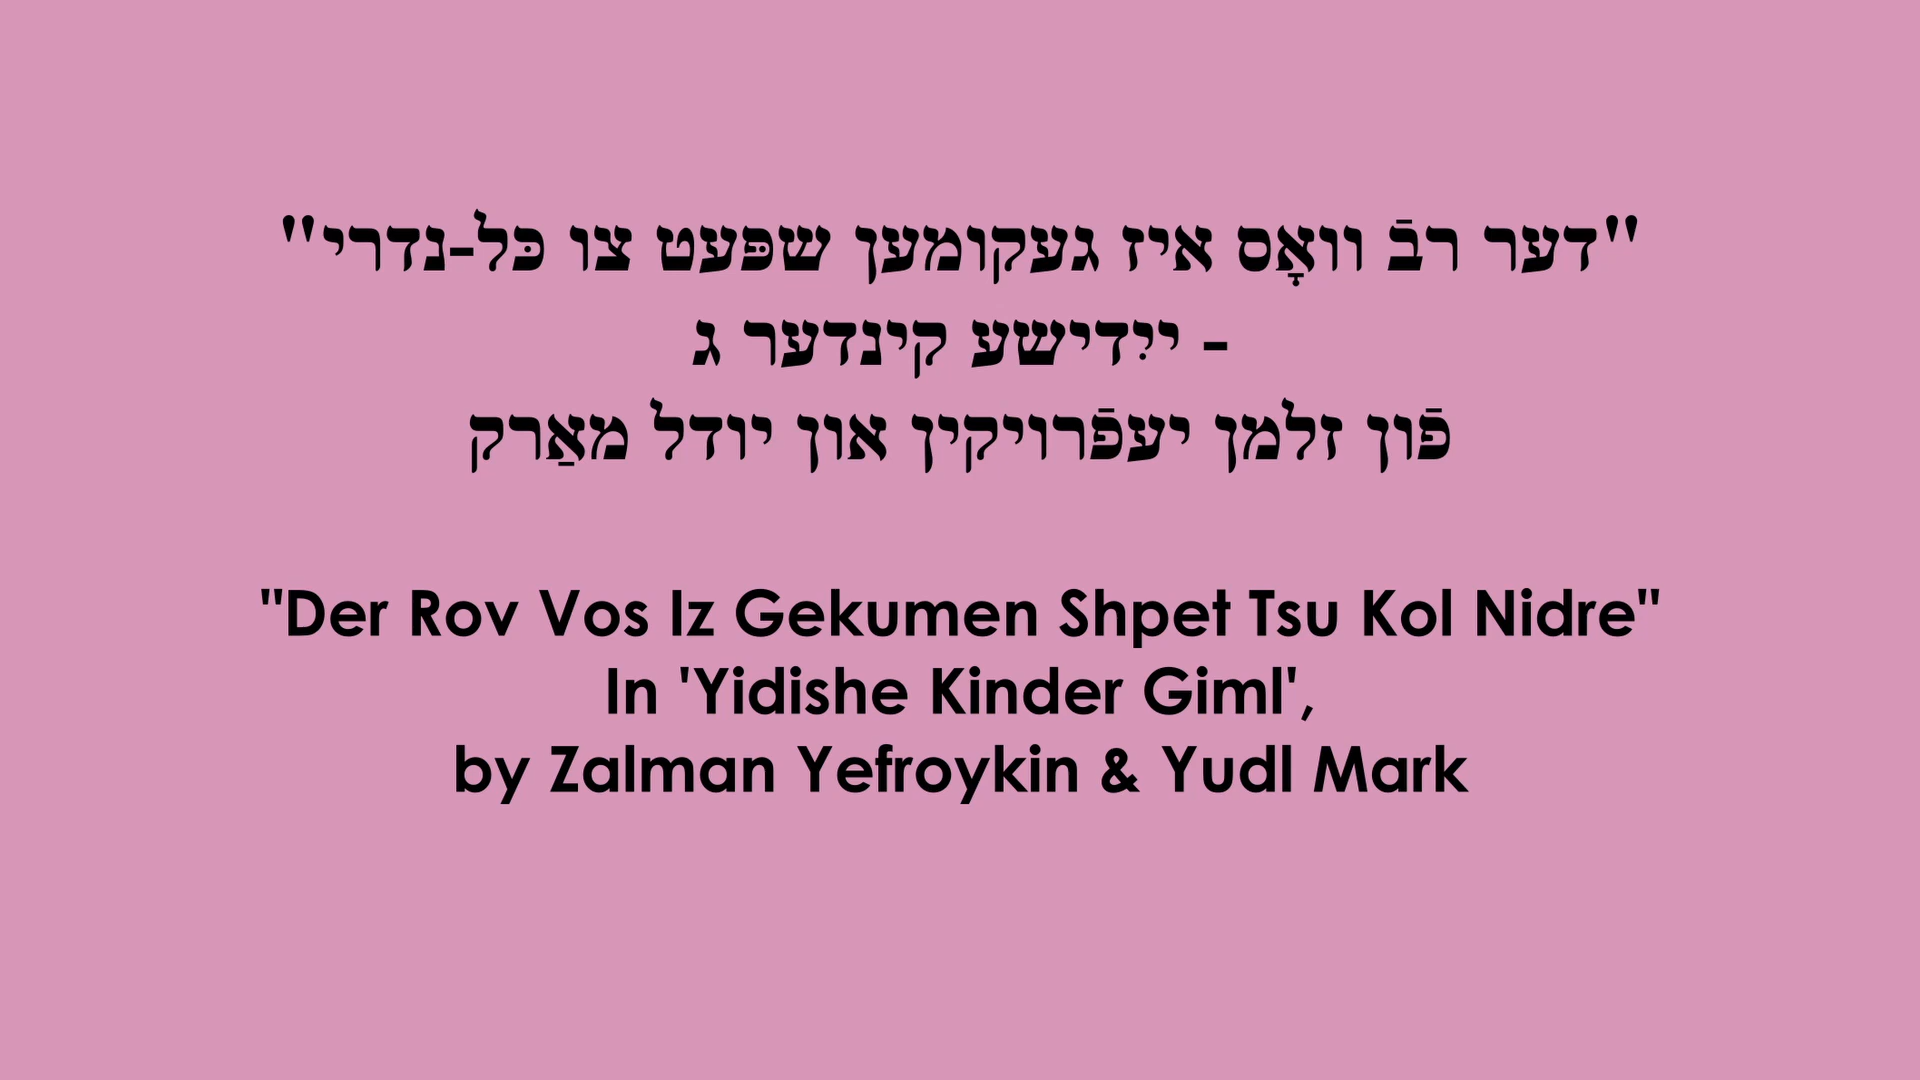 "דער רבֿ וואָס איז געקומען שפּעט צו כּל-נדרי"
- ייִדישע קינדער ג
פֿון זלמן יעפֿרויקין און יודל מאַרק
"Der Rov Vos Iz Gekumen Shpet Tsu Kol Nidre"
In 'Yidishe Kinder Giml',
by Zalman Yefroykin & Yudl Mark